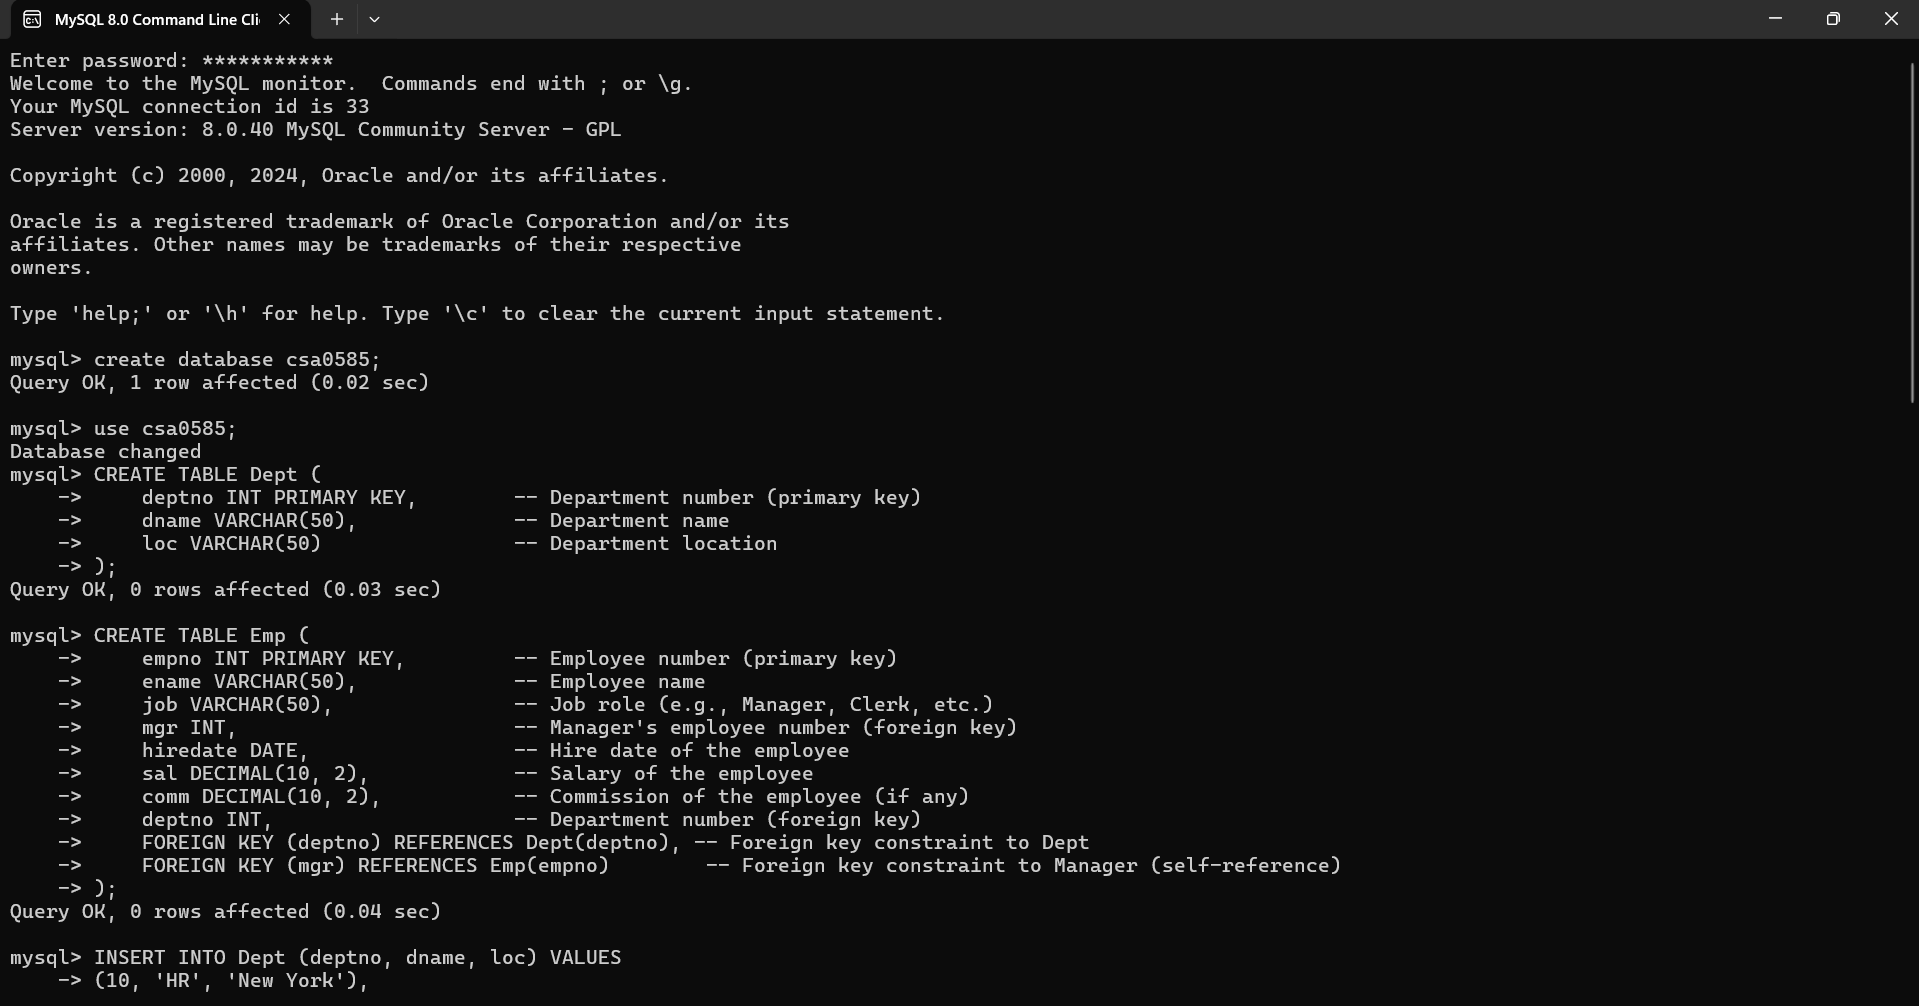 MySQL 8.0 Command Line Cli
Enter password: ***********
Welcome to the MySQL monitor.  Commands end with ; or \g.
Your MySQL connection id is 33
Server version: 8.0.40 MySQL Community Server - GPL
Copyright (c) 2000, 2024, Oracle and/or its affiliates.
Oracle is a registered trademark of Oracle Corporation and/or its
affiliates. Other names may be trademarks of their respective
owners.
Type 'help;' or '\h' for help. Type '\c' to clear the current input statement.
mysql> create database csa0585;
Query OK, 1 row affected (0.02 sec)
mysql> use csa0585;
Database changed
mysql> CREATE TABLE Dept (
    ->     deptno INT PRIMARY KEY,        -- Department number (primary key)
    ->     dname VARCHAR(50),             -- Department name
    ->     loc VARCHAR(50)                -- Department location
    -> );
Query OK, 0 rows affected (0.03 sec)
mysql> CREATE TABLE Emp (
    ->     empno INT PRIMARY KEY,         -- Employee number (primary key)
    ->     ename VARCHAR(50),             -- Employee name
    ->     job VARCHAR(50),               -- Job role (e.g., Manager, Clerk, etc.)
    ->     mgr INT,                       -- Manager's employee number (foreign key)
    ->     hiredate DATE,                 -- Hire date of the employee
    ->     sal DECIMAL(10, 2),            -- Salary of the employee
    ->     comm DECIMAL(10, 2),           -- Commission of the employee (if any)
    ->     deptno INT,                    -- Department number (foreign key)
    ->     FOREIGN KEY (deptno) REFERENCES Dept(deptno), -- Foreign key constraint to Dept
    ->     FOREIGN KEY (mgr) REFERENCES Emp(empno)        -- Foreign key constraint to Manager (self-reference)
    -> );
Query OK, 0 rows affected (0.04 sec)
mysql> INSERT INTO Dept (deptno, dname, loc) VALUES
    -> (10, 'HR', 'New York'),